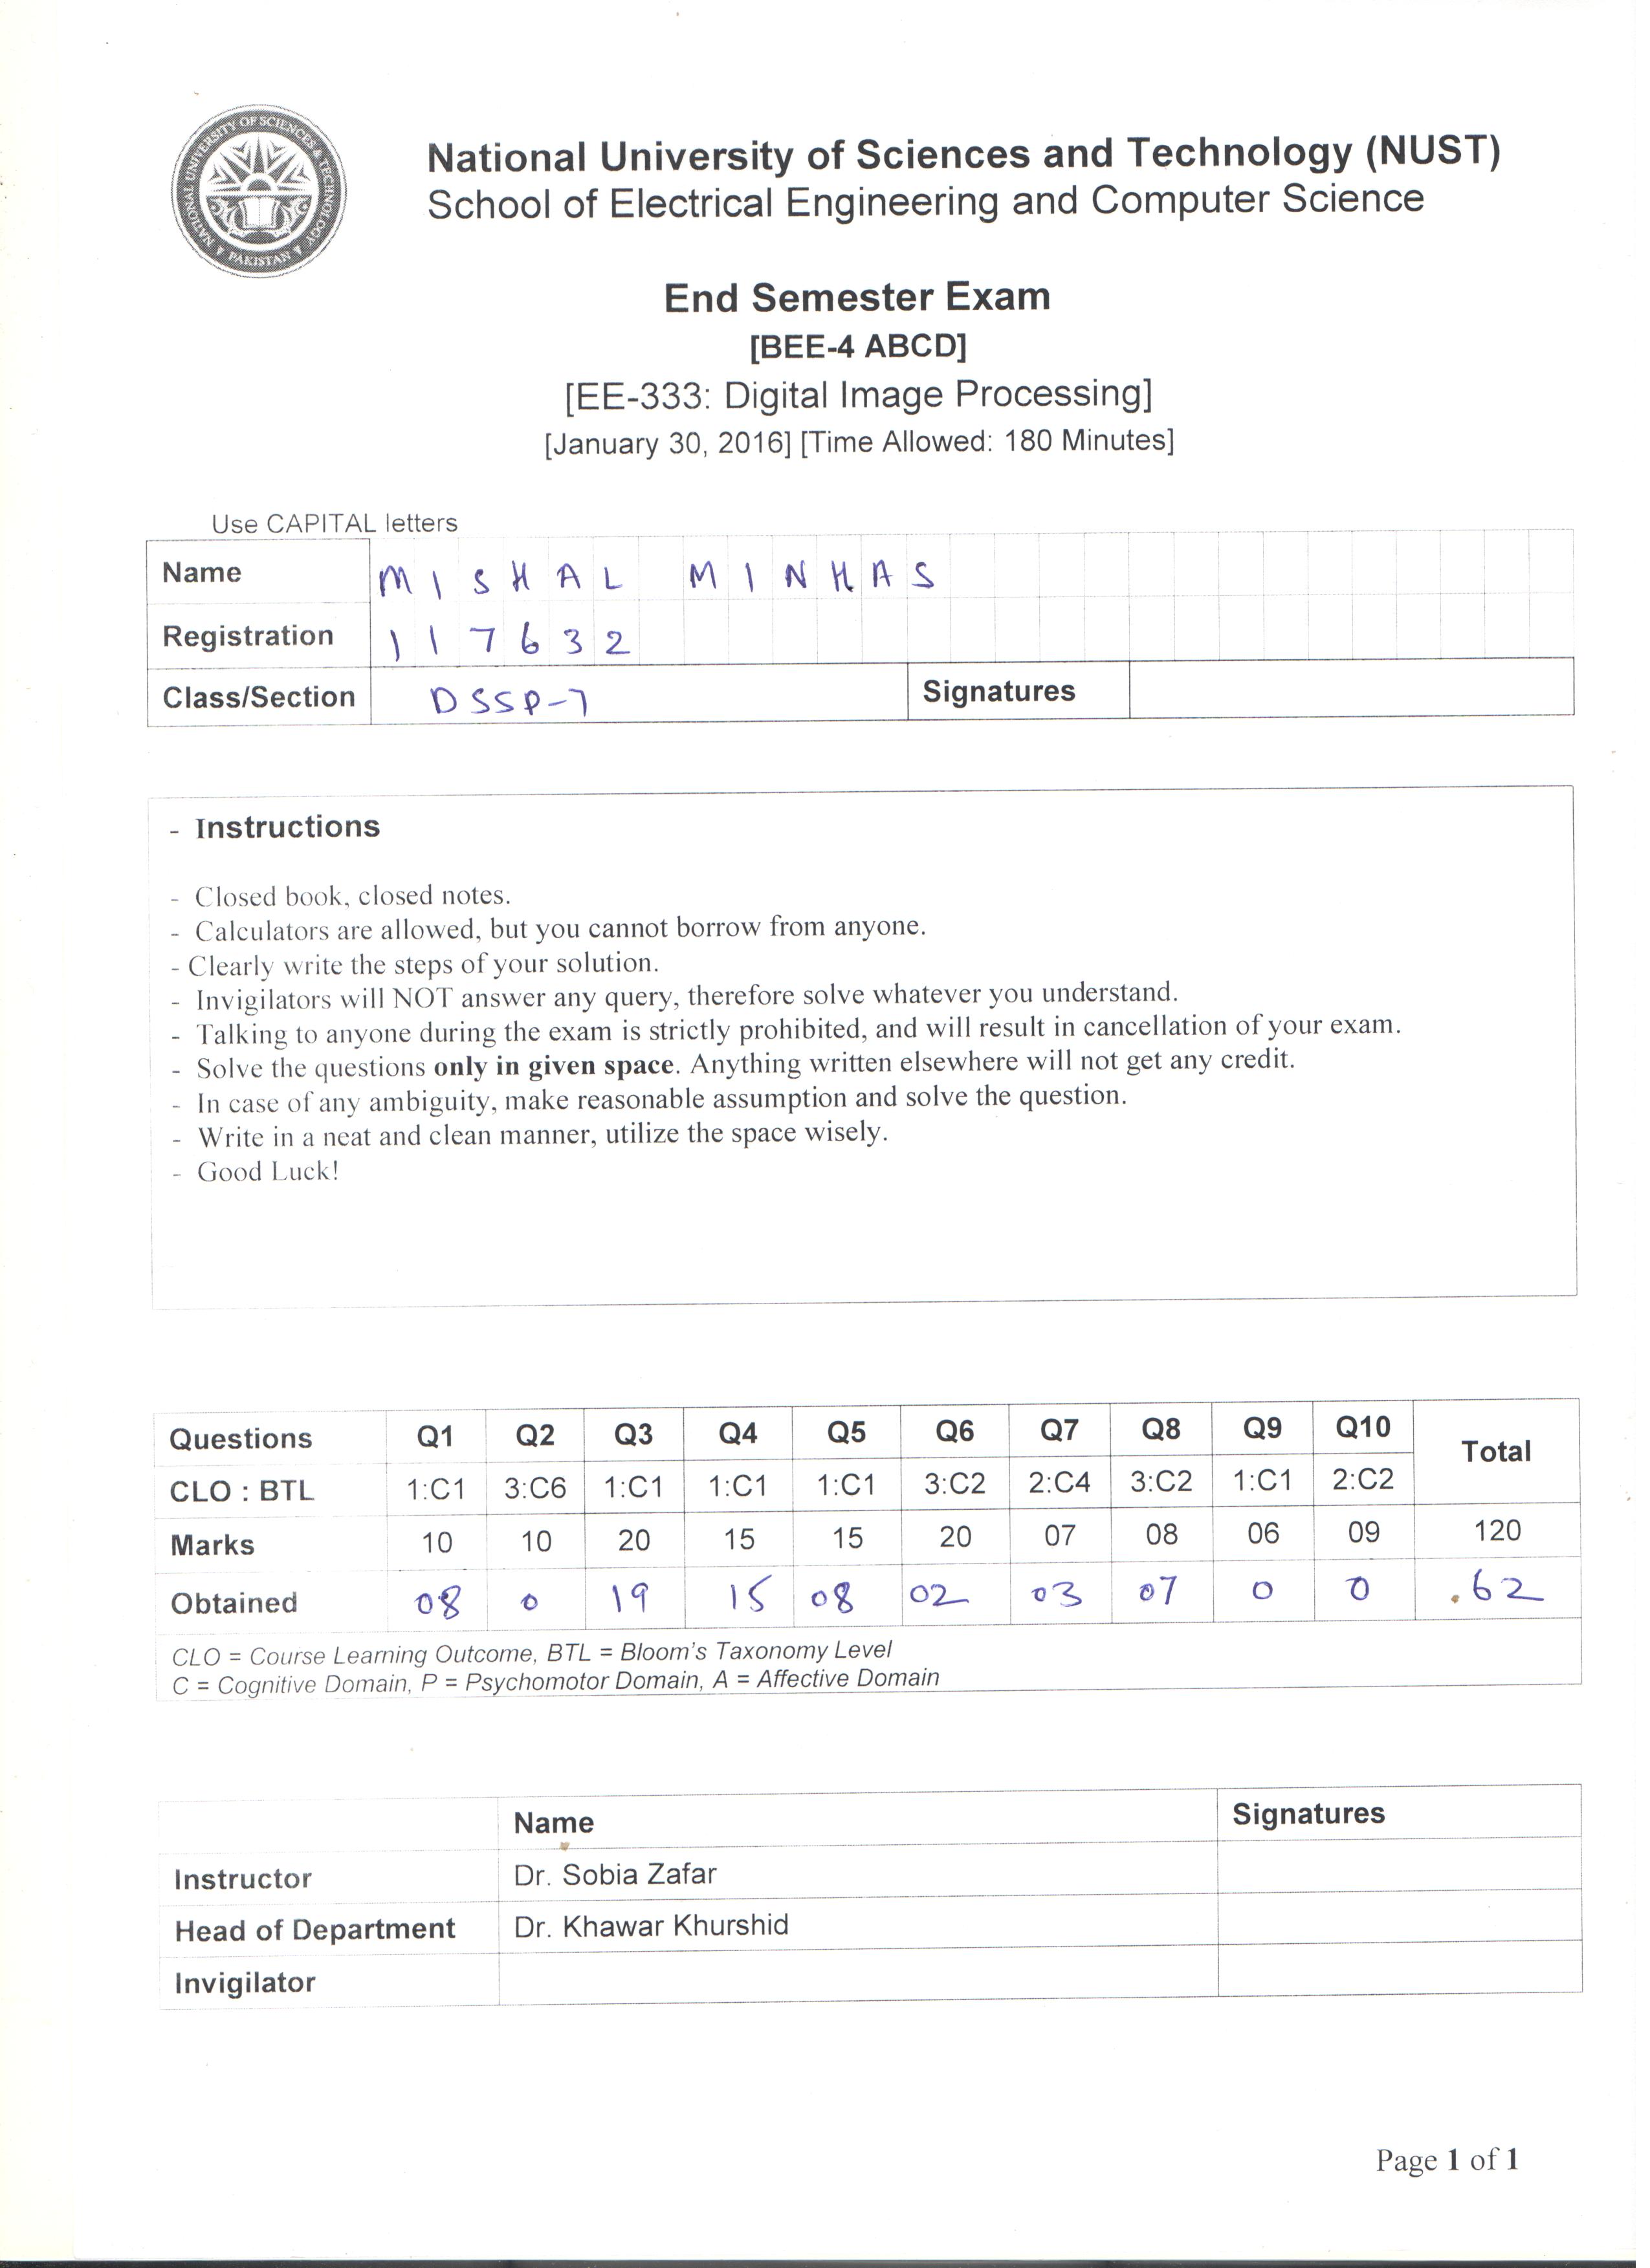 NATIONAL UNIVERSITY OF SCIENCES & TECHNOLOGY
PAKISTAN
National University of Sciences and Technology (NUST)
School of Electrical Engineering and Computer Science
End Semester Exam
[BEE-4 ABCD]
[EE-333: Digital Image Processing]
[January 30, 2016] [Time Allowed: 180 Minutes]
Use CAPITAL letters
Name MISHAL MINHAS
Registration 117632
Class/Section DSSP-7 Signatures
- Instructions
- Closed book, closed notes.
- Calculators are allowed, but you cannot borrow from anyone.
- Clearly write the steps of your solution.
- Invigilators will NOT answer any query, therefore solve whatever you understand.
- Talking to anyone during the exam is strictly prohibited, and will result in cancellation of your exam.
- Solve the questions only in given space. Anything written elsewhere will not get any credit.
- In case of any ambiguity, make reasonable assumption and solve the question.
- Write in a neat and clean manner, utilize the space wisely.
- Good Luck!
Questions Q1 Q2 Q3 Q4 Q5 Q6 Q7 Q8 Q9 Q10 Total
CLO : BTL 1:C1 3:C6 1:C1 1:C1 1:C1 3:C2 2:C4 3:C2 1:C1 2:C2
Marks 10 10 20 15 15 20 07 08 06 09 120
Obtained 08 0 19 15 08 02 03 07 0 0 .62
CLO = Course Learning Outcome, BTL = Bloom's Taxonomy Level
C = Cognitive Domain, P = Psychomotor Domain, A = Affective Domain
Name Signatures
Instructor Dr. Sobia Zafar
Head of Department Dr. Khawar Khurshid
Invigilator
Page 1 of 1